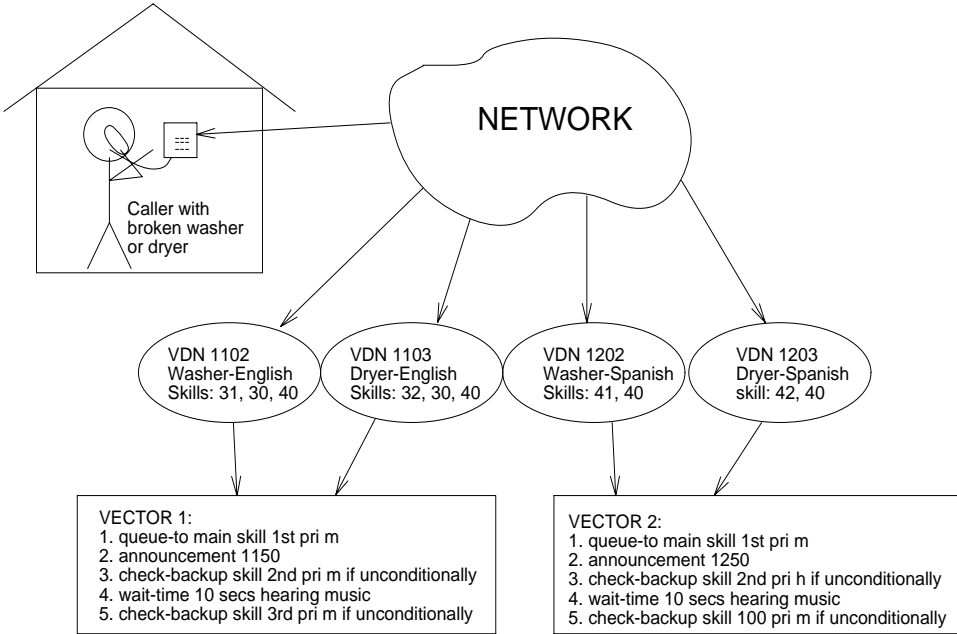 NETWORK
Caller with
broken washer
or dryer
VDN 1102
Washer-English
Skills: 31, 30, 40
VDN 1103
Dryer-English
Skills: 32, 30, 40
VDN 1202
Washer-Spanish
Skills: 41, 40
VDN 1203
Dryer-Spanish
skill: 42, 40
VECTOR 1:
1. queue-to main skill 1st pri m
2. announcement 1150
3. check-backup skill 2nd pri m if unconditionally
4. wait-time 10 secs hearing music
5. check-backup skill 3rd pri m if unconditionally
VECTOR 2:
1. queue-to main skill 1st pri m
2. announcement 1250
3. check-backup skill 2nd pri h if unconditionally
4. wait-time 10 secs hearing music
5. check-backup skill 100 pri m if unconditionally